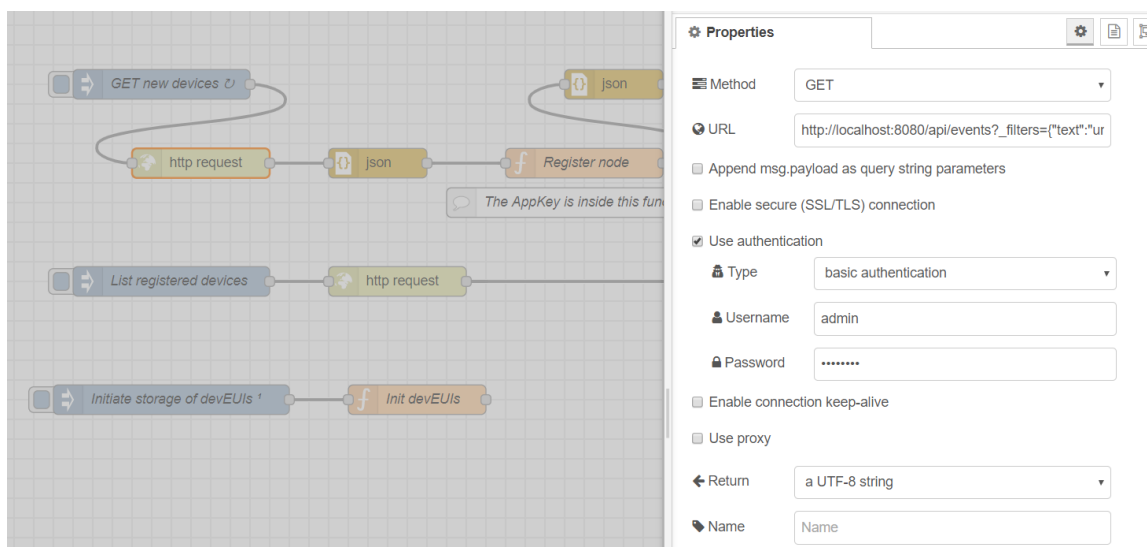 GET new devices ↻
json
http request
json
Register node
The AppKey is inside this fun
List registered devices
http request
Initiate storage of devEUIs ¹
Init devEUIs
Properties
Method
GET
URL
http://localhost:8080/api/events?_filters={"text":"ur
Append msg.payload as query string parameters
Enable secure (SSL/TLS) connection
Use authentication
Type
basic authentication
Username
admin
Password
••••••••
Enable connection keep-alive
Use proxy
Return
a UTF-8 string
Name
Name